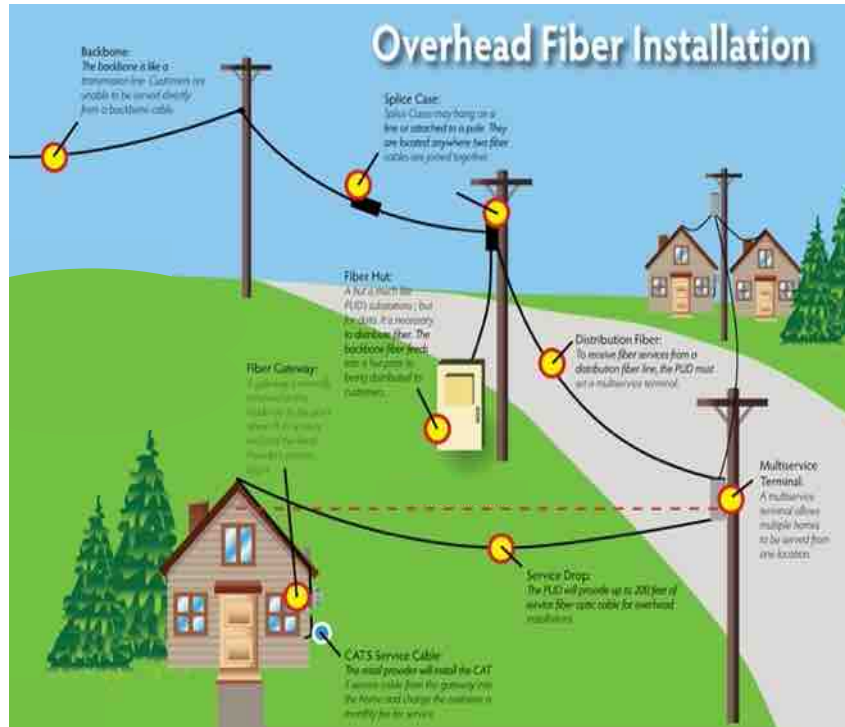 Overhead Fiber Installation
Backbone:
The backbone is like a
transmission line. Customers are
unable to be served directly
from a backbone cable.
Splice Case:
Splice Cases may hang on a
line or attached to a pole. They
are located anywhere two fiber
cables are joined together.
Fiber Hut:
A hut is much like
PUD's substations, but
for data. It is necessary
to distribute fiber. The
backbone fiber feeds
into a hut prior to
being distributed to
customers.
Distribution Fiber:
To receive fiber services from a
distribution fiber line, the PUD must
set a multiservice terminal.
Fiber Gateway:
A gateway is
Multiservice
Terminal:
A multiservice
terminal allows
multiple homes
to be served from
one location.
Service Drop:
The PUD will provide up to 200 feet of
service fiber optic cable for overhead
installations.
CAT5 Service Cable:
The retail provider will install the CAT
5 service cable from the gateway into
the home and charge the customer a
monthly fee for service.